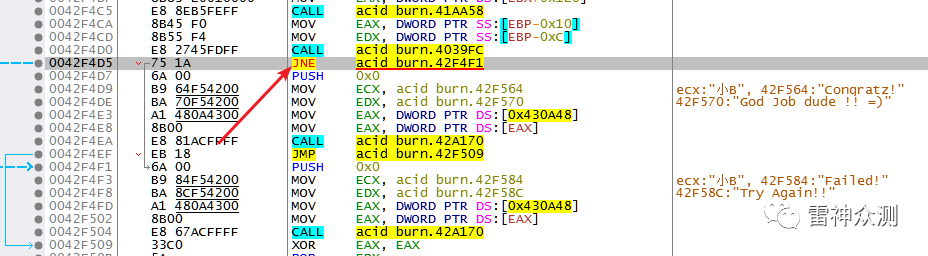 0042F4C5 E8 8EB5FEFF CALL acid burn.41AA58
0042F4CA 8B45 F0 MOV EAX, DWORD PTR SS:[EBP-0x10]
0042F4CD 8B55 F4 MOV EDX, DWORD PTR SS:[EBP-0xC]
0042F4D0 E8 2745FDFF CALL acid burn.4039FC
0042F4D5 75 1A JNE acid burn.42F4F1
0042F4D7 6A 00 PUSH 0x0
0042F4D9 B9 64F54200 MOV ECX, acid burn.42F564 ecx:"小B", 42F564:"Congratz!"
0042F4DE BA 70F54200 MOV EDX, acid burn.42F570 42F570:"God Job dude !! =)"
0042F4E3 A1 480A4300 MOV EAX, DWORD PTR DS:[0x430A48]
0042F4E8 8B00 MOV EAX, DWORD PTR DS:[EAX]
0042F4EA E8 81ACFFFF CALL acid burn.42A170
0042F4EF EB 18 JMP acid burn.42F509
0042F4F1 6A 00 PUSH 0x0
0042F4F3 B9 84F54200 MOV ECX, acid burn.42F584 ecx:"小B", 42F584:"Failed!"
0042F4F8 BA 8CF54200 MOV EDX, acid burn.42F58C 42F58C:"Try Again!!"
0042F4FD A1 480A4300 MOV EAX, DWORD PTR DS:[0x430A48]
0042F502 8B00 MOV EAX, DWORD PTR DS:[EAX]
0042F504 E8 67ACFFFF CALL acid burn.42A170
0042F509 33C0 XOR EAX, EAX
雷神众测